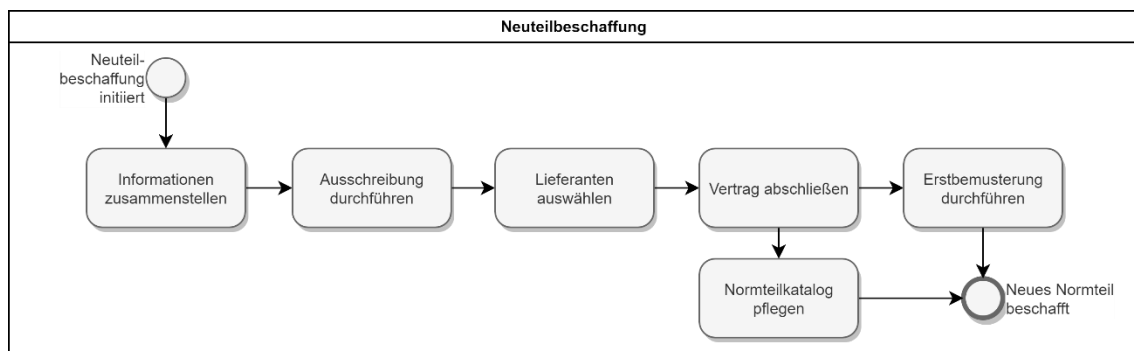 Neuteilbeschaffung
Neuteil-
beschaffung
initiiert
Informationen
zusammenstellen
Ausschreibung
durchführen
Lieferanten
auswählen
Vertrag abschließen
Erstbemusterung
durchführen
Normteilkatalog
pflegen
Neues Normteil
beschafft